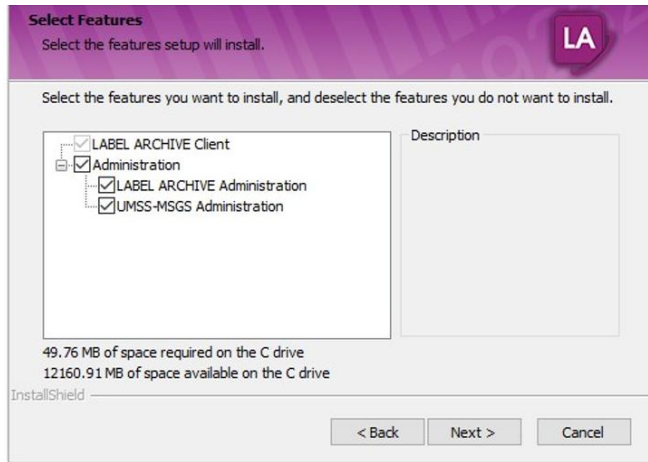 Select Features
Select the features setup will install.
LA
Select the features you want to install, and deselect the features you do not want to install.
LABEL ARCHIVE Client
Administration
LABEL ARCHIVE Administration
UMSS-MSGS Administration
Description
49.76 MB of space required on the C drive
12160.91 MB of space available on the C drive
InstallShield
< Back
Next >
Cancel